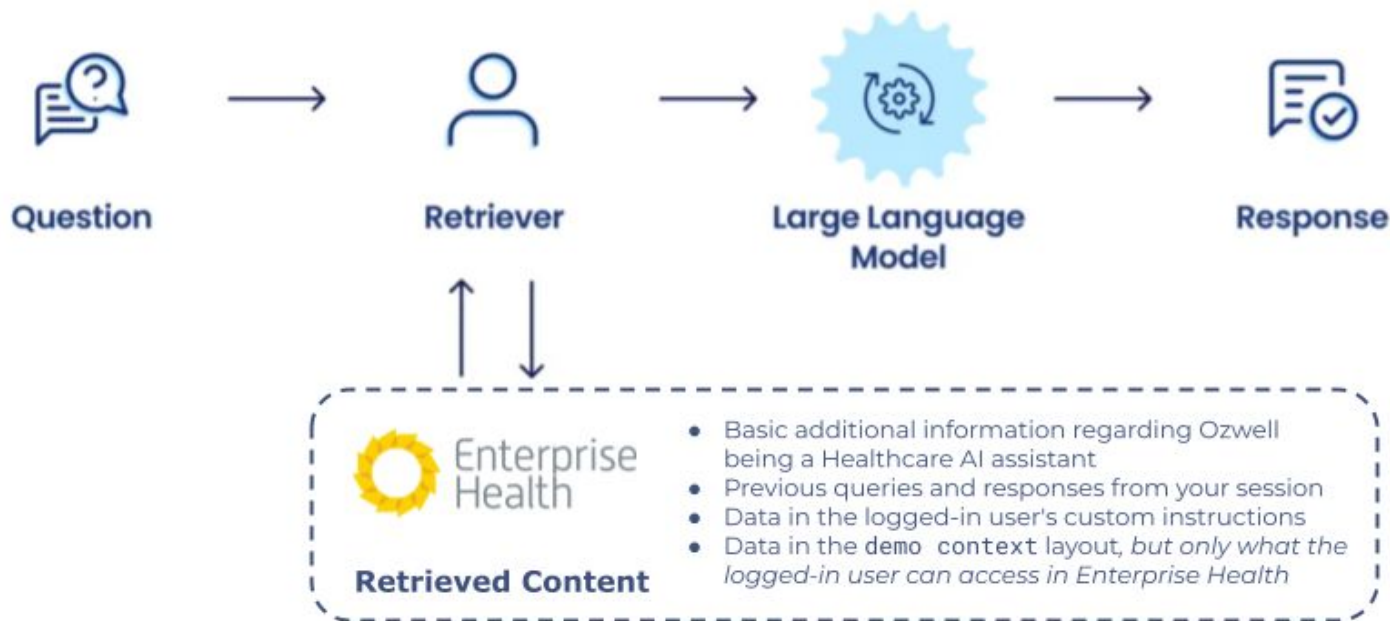 ?
Question
Retriever
Large Language
Model
Response
Enterprise
Health
Retrieved Content
● Basic additional information regarding Ozwell
being a Healthcare AI assistant
● Previous queries and responses from your session
● Data in the logged-in user's custom instructions
● Data in the demo context layout, but only what the
logged-in user can access in Enterprise Health